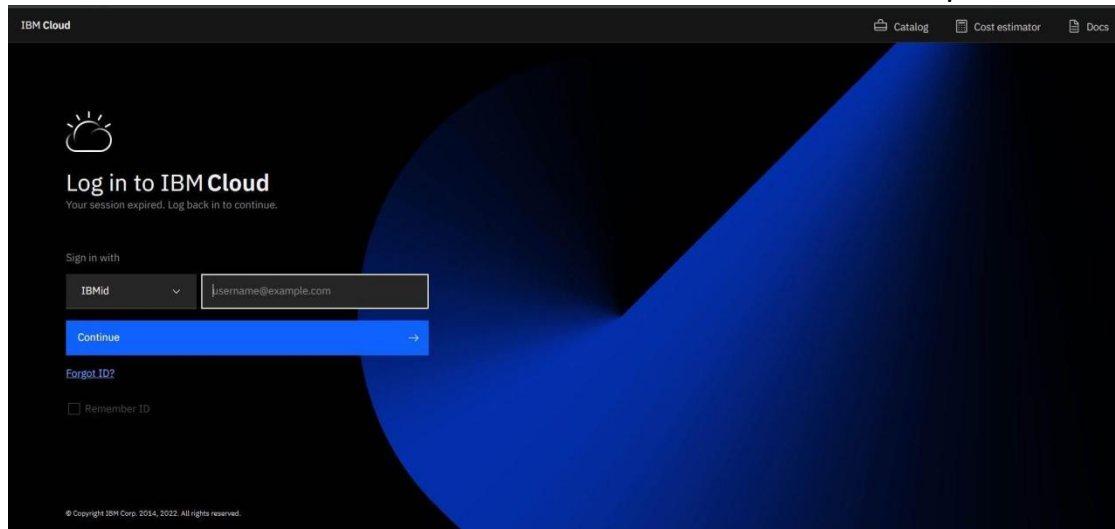 IBM Cloud
Catalog
Cost estimator
Docs
Log in to IBM Cloud
Your session expired. Log back in to continue.
Sign in with
IBMid
username@example.com
Continue
Forgot ID?
Remember ID
© Copyright IBM Corp. 2014, 2022. All rights reserved.